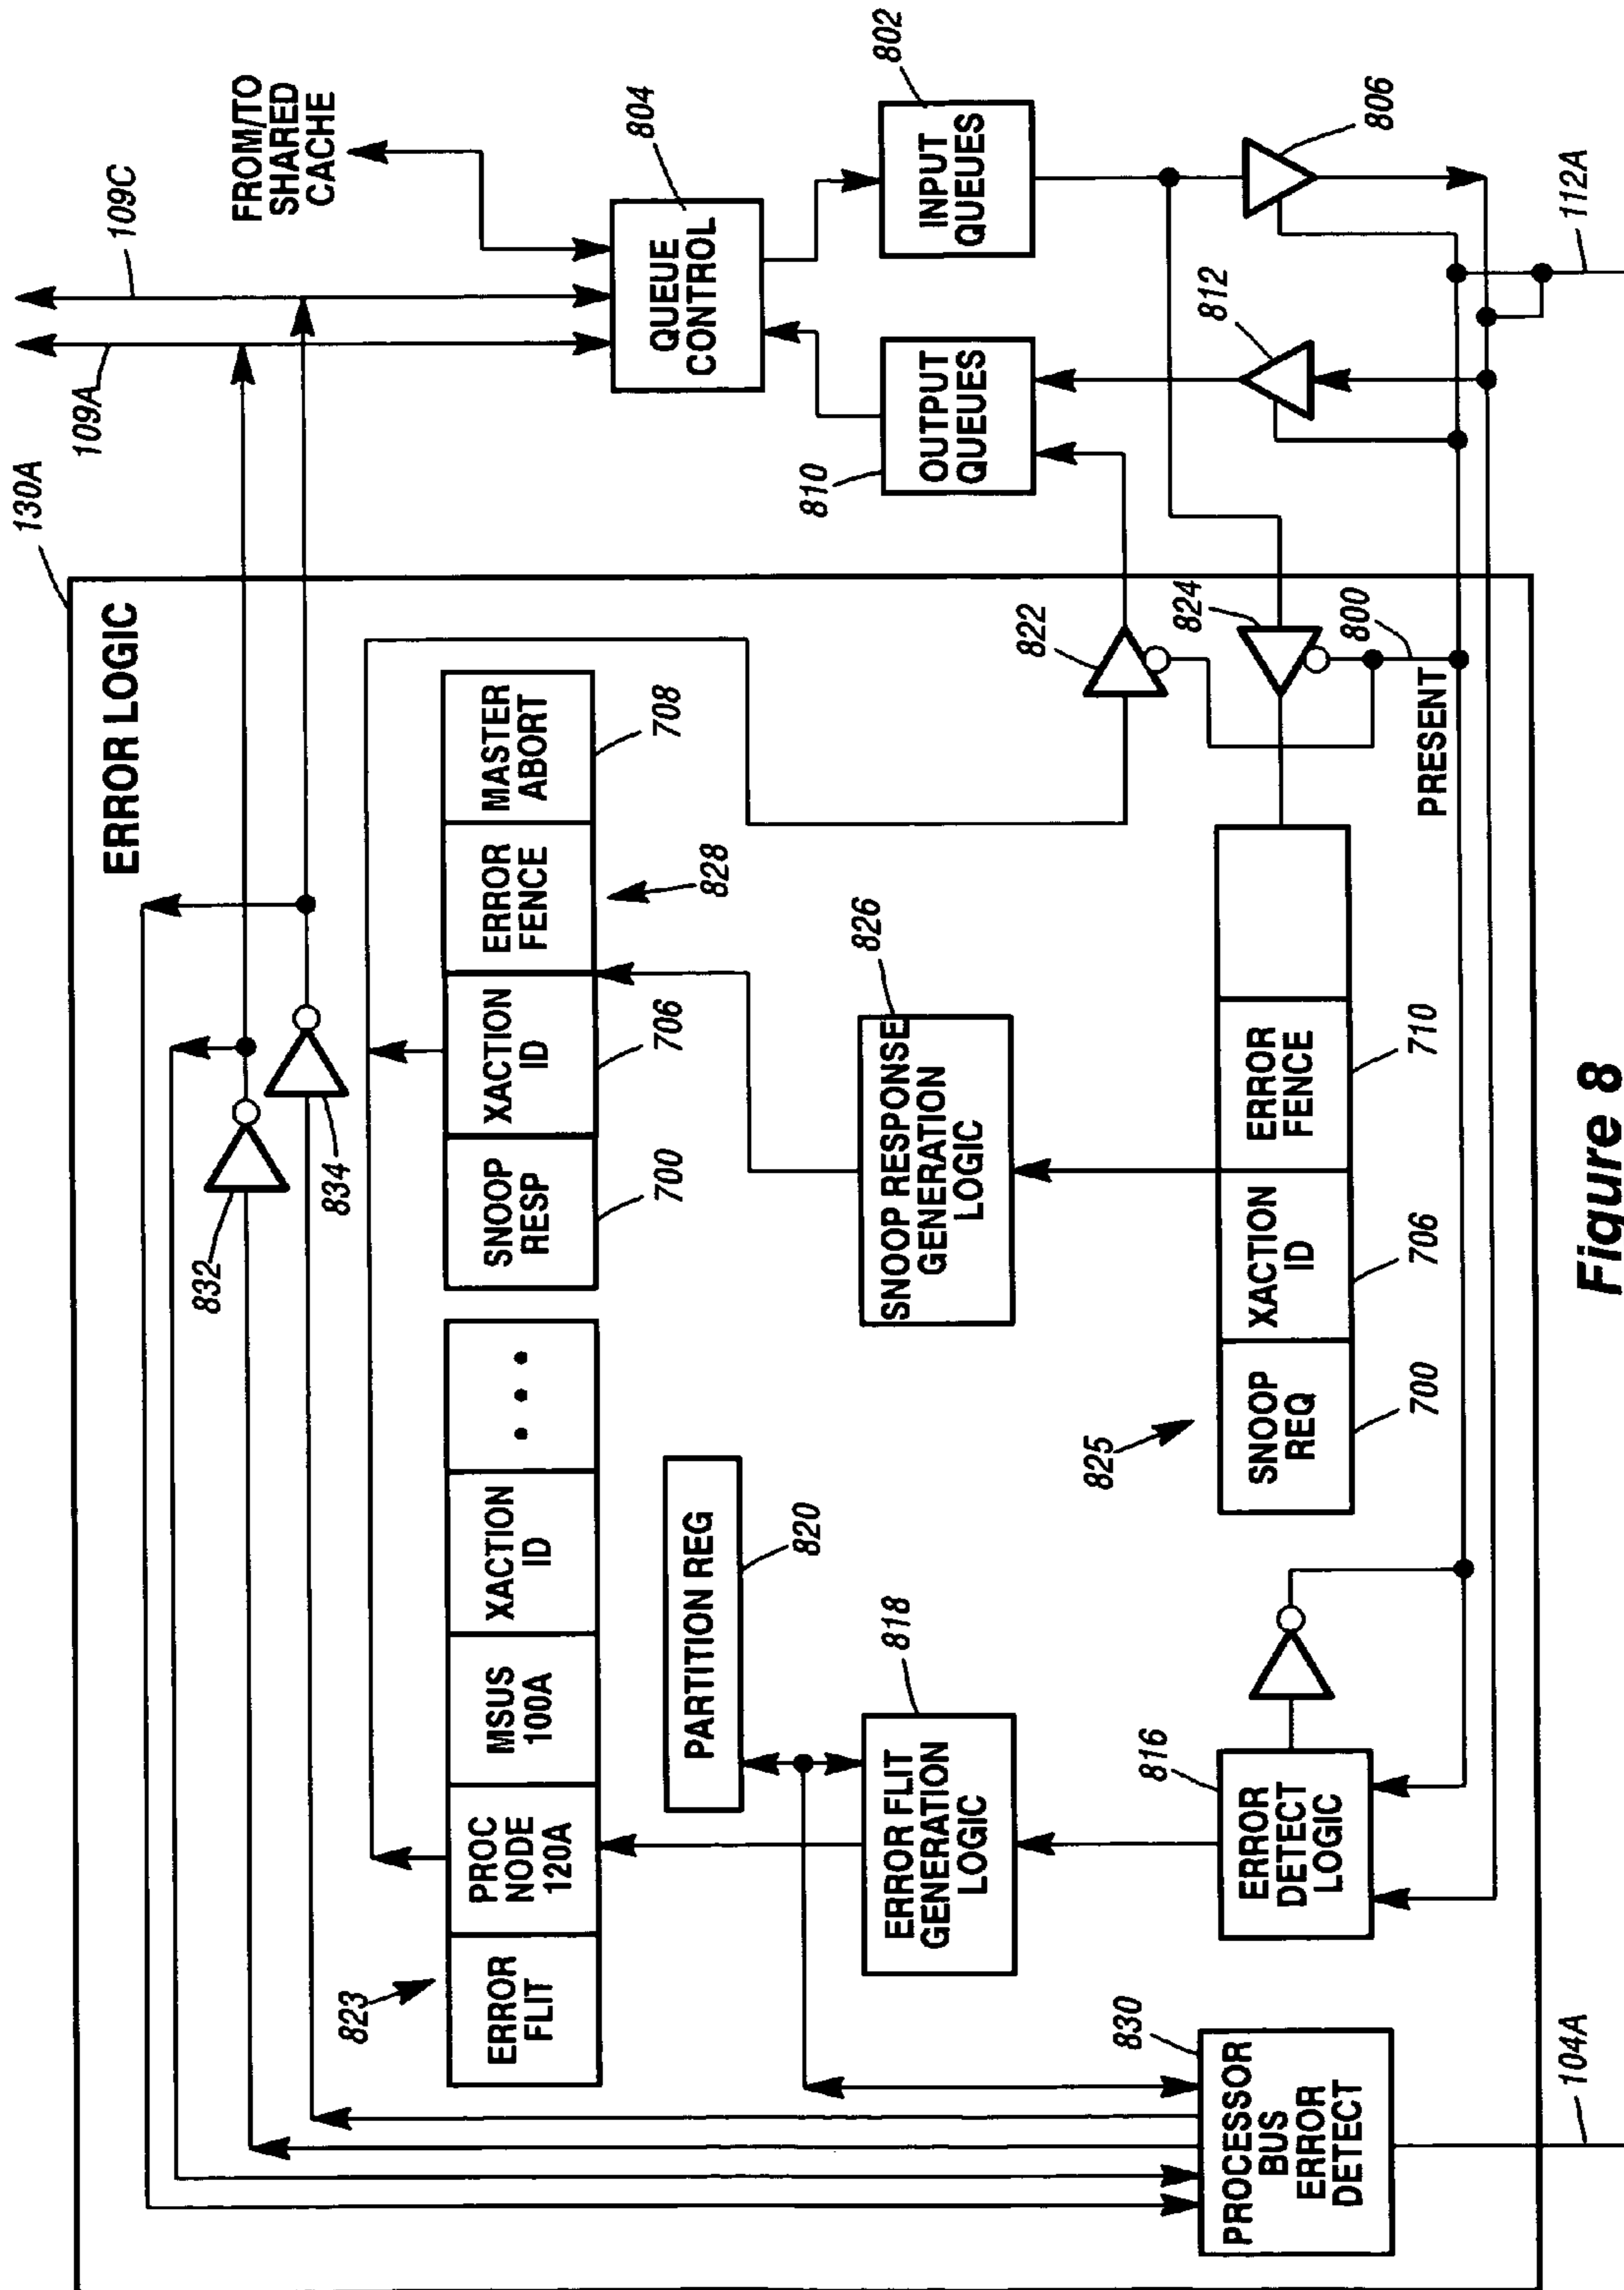 130A
ERROR LOGIC
109A
109C
FROM/TO
SHARED
CACHE
832
834
QUEUE
CONTROL
804
823
ERROR
FLIT
PROC
NODE
120A
MSUS
100A
XACTION
ID
• • •
SNOOP
RESP
XACTION
ID
ERROR
FENCE
MASTER
ABORT
700
706
828
708
PARTITION REG
820
810
OUTPUT
QUEUES
INPUT
QUEUES
802
ERROR FLIT
GENERATION
LOGIC
818
SNOOP RESPONSE
GENERATION
LOGIC
826
822
812
806
830
PROCESSOR
BUS
ERROR
DETECT
816
ERROR
DETECT
LOGIC
825
SNOOP
REQ
XACTION
ID
ERROR
FENCE
700
706
710
824
800
PRESENT
104A
112A
Figure 8